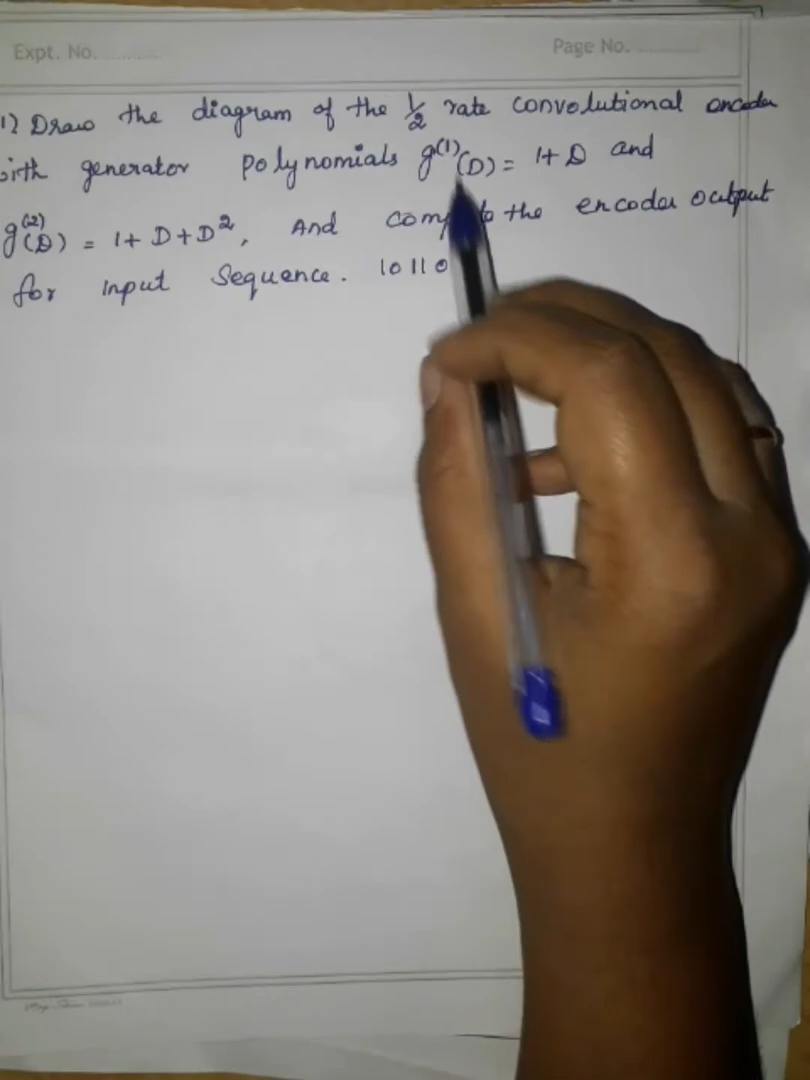 Expt. No. ............
Page No. ............
1) Draw the diagram of the 1/2 rate convolutional encoder
with generator polynomials g⁽¹⁾(D) = 1+D and
g⁽²⁾(D) = 1+D+D², And the encoder output
for input sequence. 10110